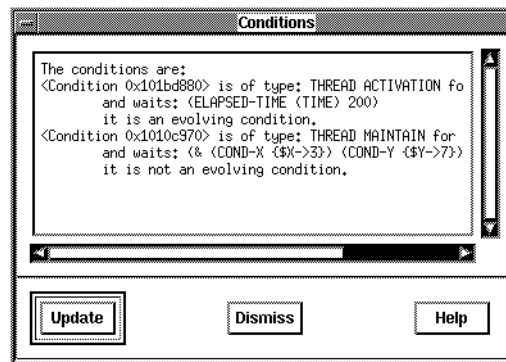 Conditions
The conditions are:
<Condition 0x101bd880> is of type: THREAD ACTIVATION fo
and waits: (ELAPSED-TIME (TIME) 200)
it is an evolving condition.
<Condition 0x1010c970> is of type: THREAD MAINTAIN for
and waits: (& (COND-X {$X->3}) (COND-Y {$Y->7})
it is not an evolving condition.
Update Dismiss Help